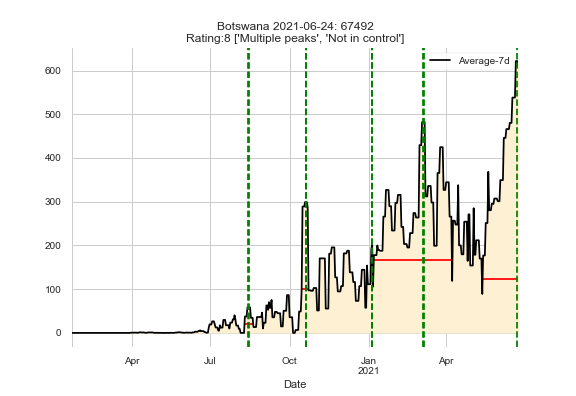 Botswana 2021-06-24: 67492
Rating:8 ['Multiple peaks', 'Not in control']
Average-7d
600
500
400
300
200
100
0
Apr
Jul
Oct
Jan
2021
Apr
Date